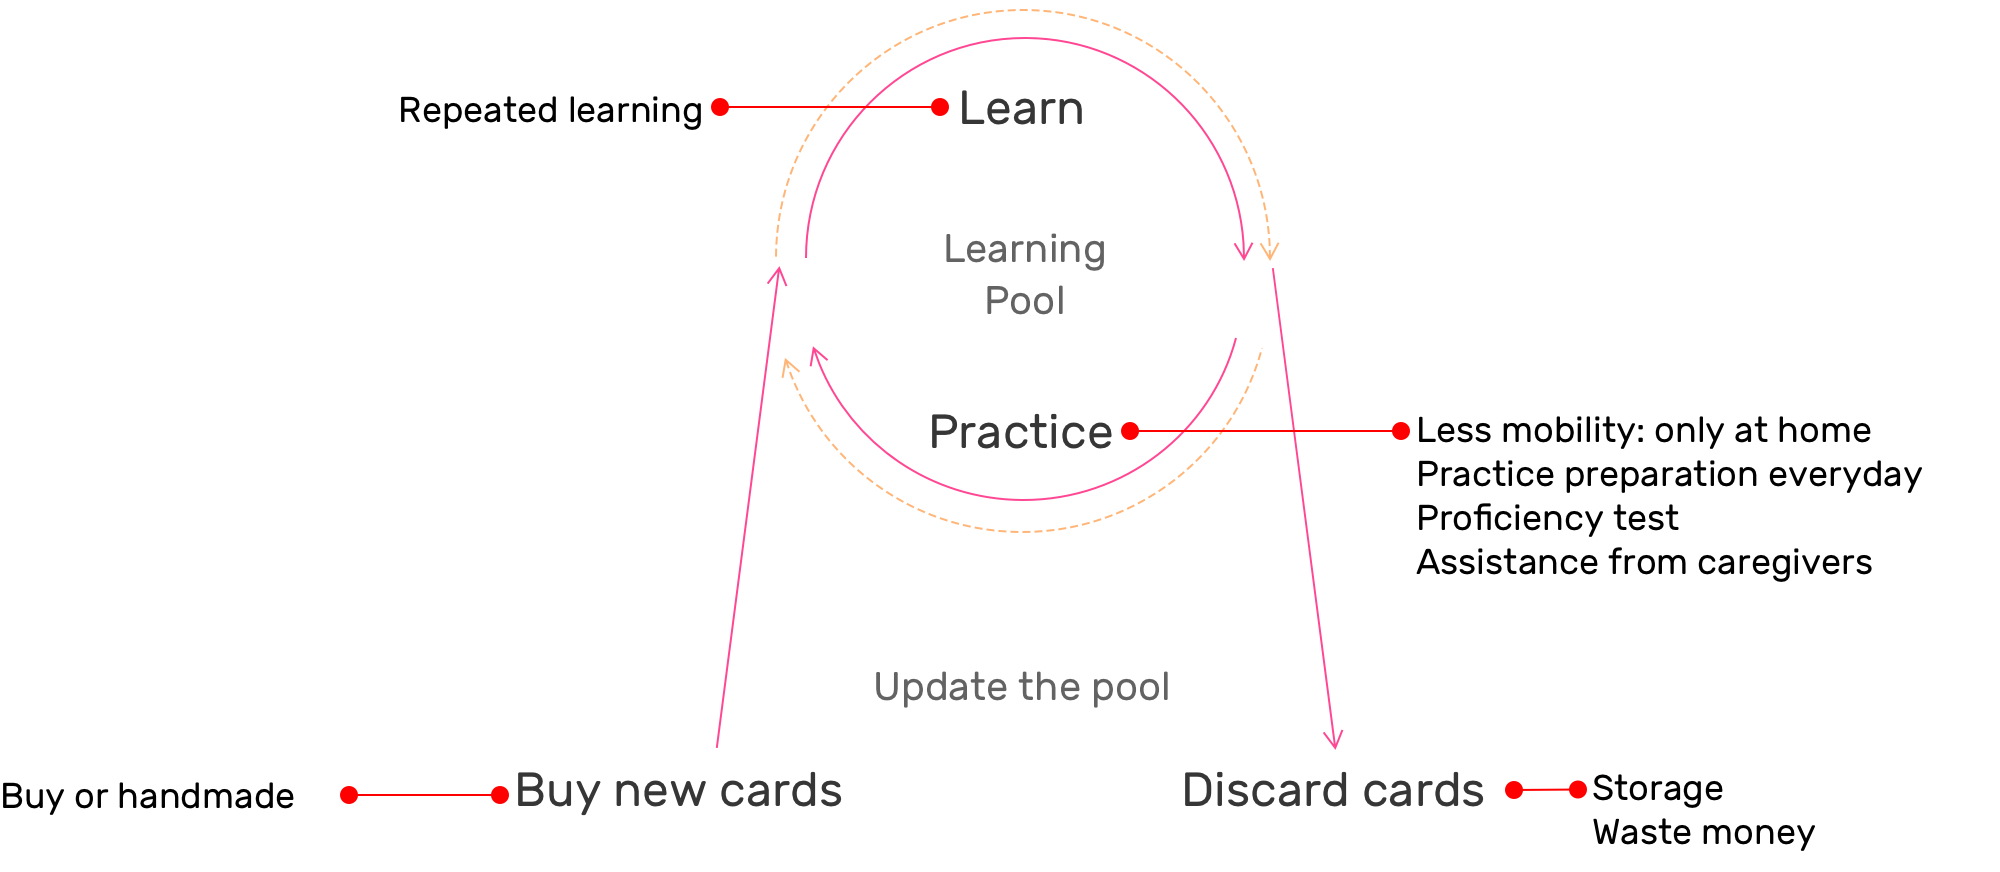 Repeated learning
Learn
Learning
Pool
Practice
Less mobility: only at home
Practice preparation everyday
Proficiency test
Assistance from caregivers
Update the pool
Buy or handmade
Buy new cards
Discard cards
Storage
Waste money